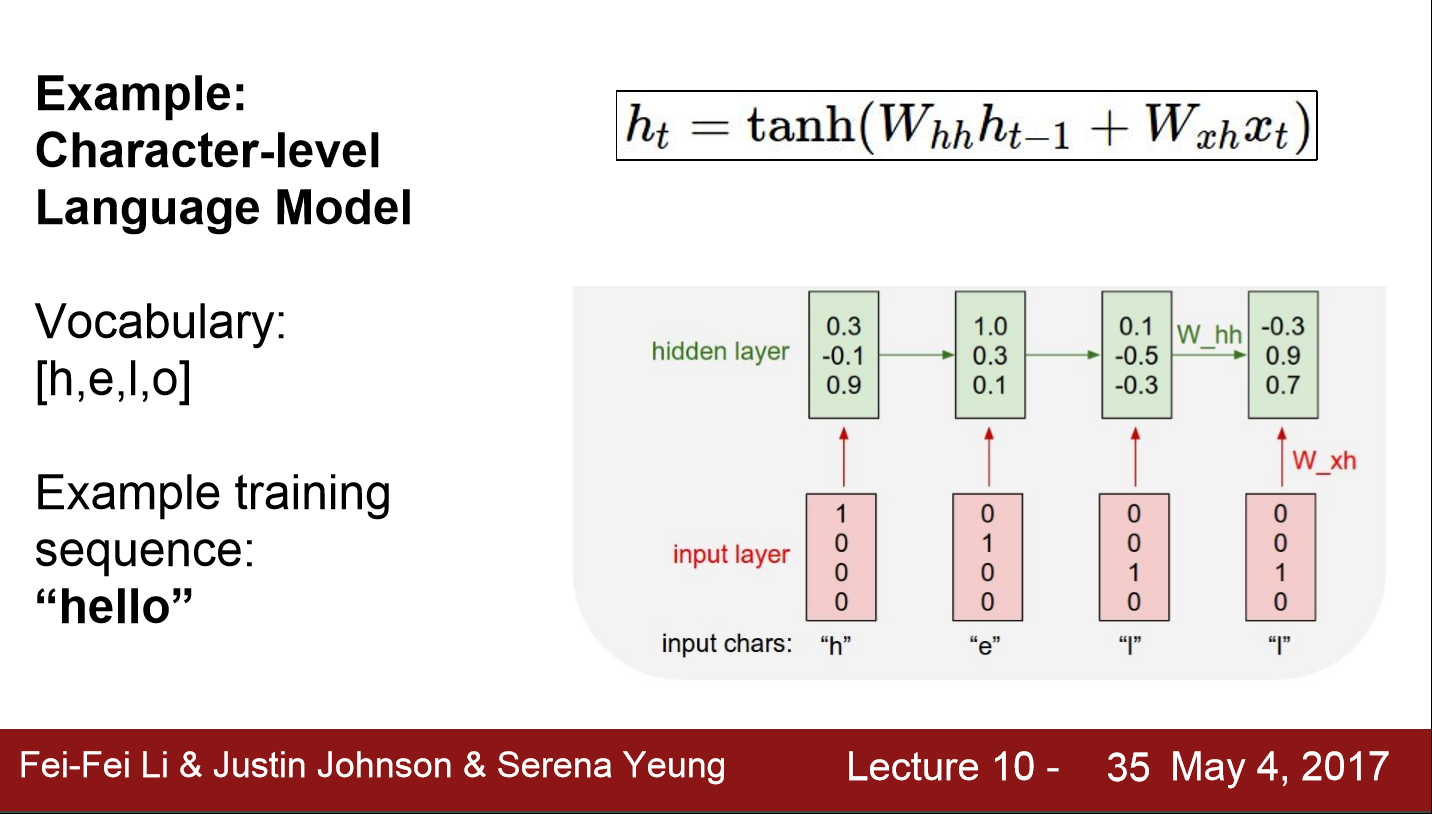 Example:
Character-level
Language Model
Vocabulary:
[h,e,l,o]
Example training
sequence:
“hello”
h_t = tanh(W_{hh}h_{t−1} + W_{xh}x_t)
hidden layer
0.3
-0.1
0.9
1.0
0.3
0.1
0.1
-0.5
-0.3
W_hh
-0.3
0.9
0.7
W_xh
input layer
1
0
0
0
0
1
0
0
0
0
1
0
0
0
1
0
input chars: “h” “e” “l” “l”
Fei-Fei Li & Justin Johnson & Serena Yeung
Lecture 10 - 35 May 4, 2017